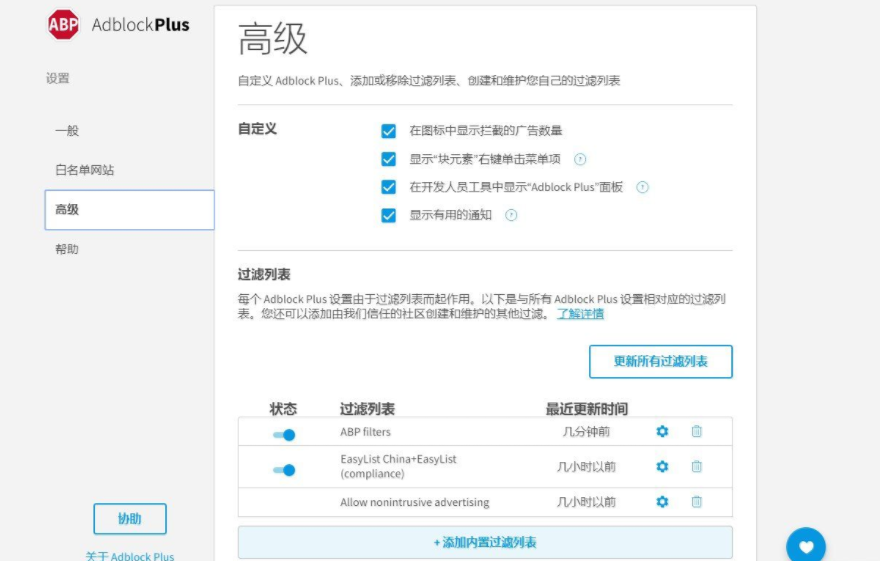 ABP AdblockPlus
设置
一般
白名单网站
高级
帮助
协助
关于 Adblock Plus
高级
自定义 Adblock Plus、添加或移除过滤列表、创建和维护您自己的过滤列表
自定义
在图标中显示拦截的广告数量
显示“块元素”右键单击菜单项 ?
在开发人员工具中显示“Adblock Plus”面板 ?
显示有用的通知 ?
过滤列表
每个 Adblock Plus 设置由于过滤列表而起作用。以下是与所有 Adblock Plus 设置相对应的过滤列
表。您还可以添加由我们信任的社区创建和维护的其他过滤。 了解详情
更新所有过滤列表
状态 过滤列表 最近更新时间
ABP filters 几分钟前
EasyList China+EasyList
(compliance) 几小时以前
Allow nonintrusive advertising 几小时以前
+ 添加内置过滤列表